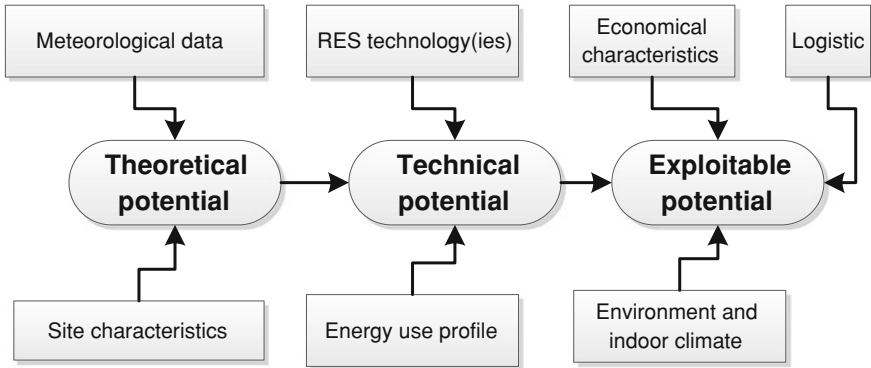 Meteorological data
RES technology(ies)
Economical
characteristics
Logistic
Theoretical
potential
Technical
potential
Exploitable
potential
Site characteristics
Energy use profile
Environment and
indoor climate